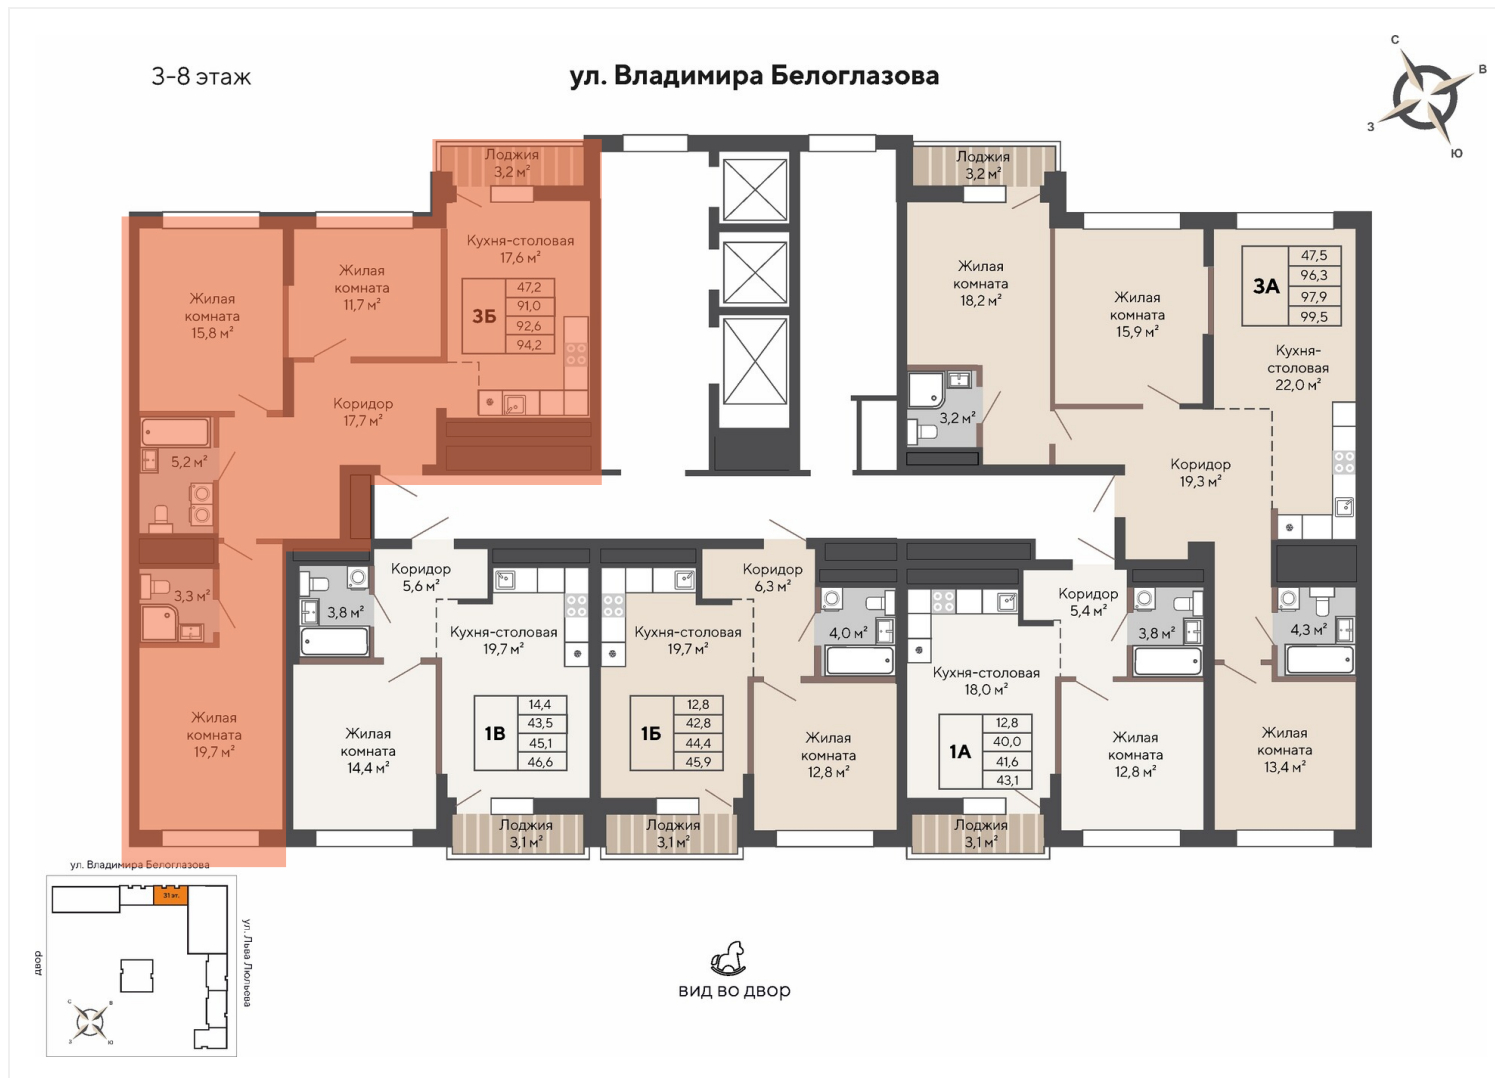 3-8 этаж
ул. Владимира Белоглазова
С
В
З
Ю
Лоджия
3,2 м²
Кухня-столовая
17,6 м²
3Б
47,2
91,0
92,6
94,2
Жилая
комната
11,7 м²
Жилая
комната
15,8 м²
Коридор
17,7 м²
5,2 м²
3,3 м²
Жилая
комната
19,7 м²
Лоджия
3,2 м²
Жилая
комната
18,2 м²
3,2 м²
Жилая
комната
15,9 м²
3А
47,5
96,3
97,9
99,5
Кухня-
столовая
22,0 м²
Коридор
19,3 м²
4,3 м²
Жилая
комната
13,4 м²
Коридор
5,6 м²
3,8 м²
Кухня-столовая
19,7 м²
1В
14,4
43,5
45,1
46,6
Жилая
комната
14,4 м²
Лоджия
3,1 м²
Коридор
6,3 м²
4,0 м²
Кухня-столовая
19,7 м²
1Б
12,8
42,8
44,4
45,9
Жилая
комната
12,8 м²
Лоджия
3,1 м²
Коридор
5,4 м²
3,8 м²
Кухня-столовая
18,0 м²
1А
12,8
40,0
41,6
43,1
Жилая
комната
12,8 м²
Лоджия
3,1 м²
ул. Владимира Белоглазова
31 эт.
двор
ул. Льва Люльева
С
В
З
Ю
вид во двор